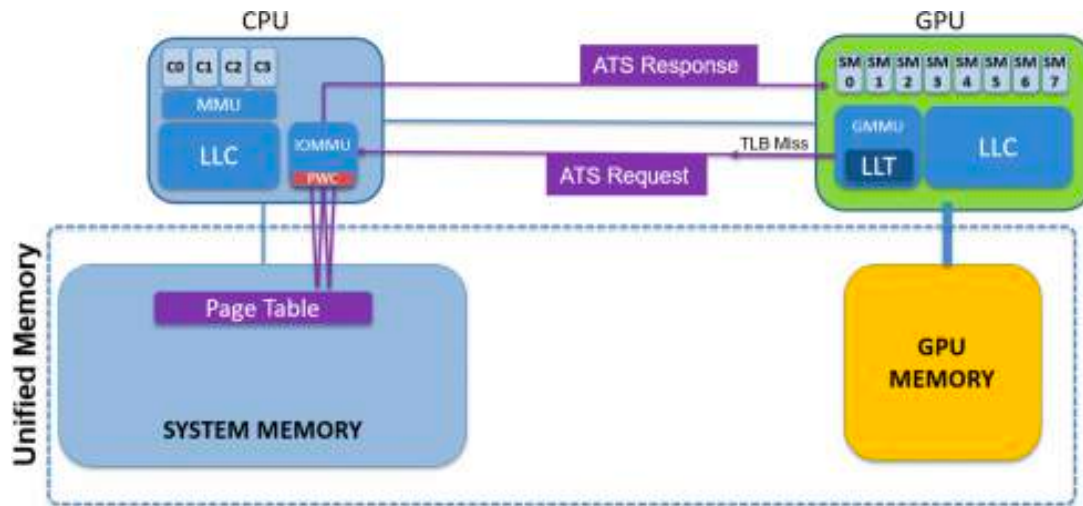 CPU
GPU
C0 C1 C2 C3
MMU
LLC
IOMMU
PWC
ATS Response
TLB Miss
ATS Request
SM 0 SM 1 SM 2 SM 3 SM 4 SM 5 SM 6 SM 7
GMMU
LLT
LLC
Unified Memory
Page Table
SYSTEM MEMORY
GPU
MEMORY